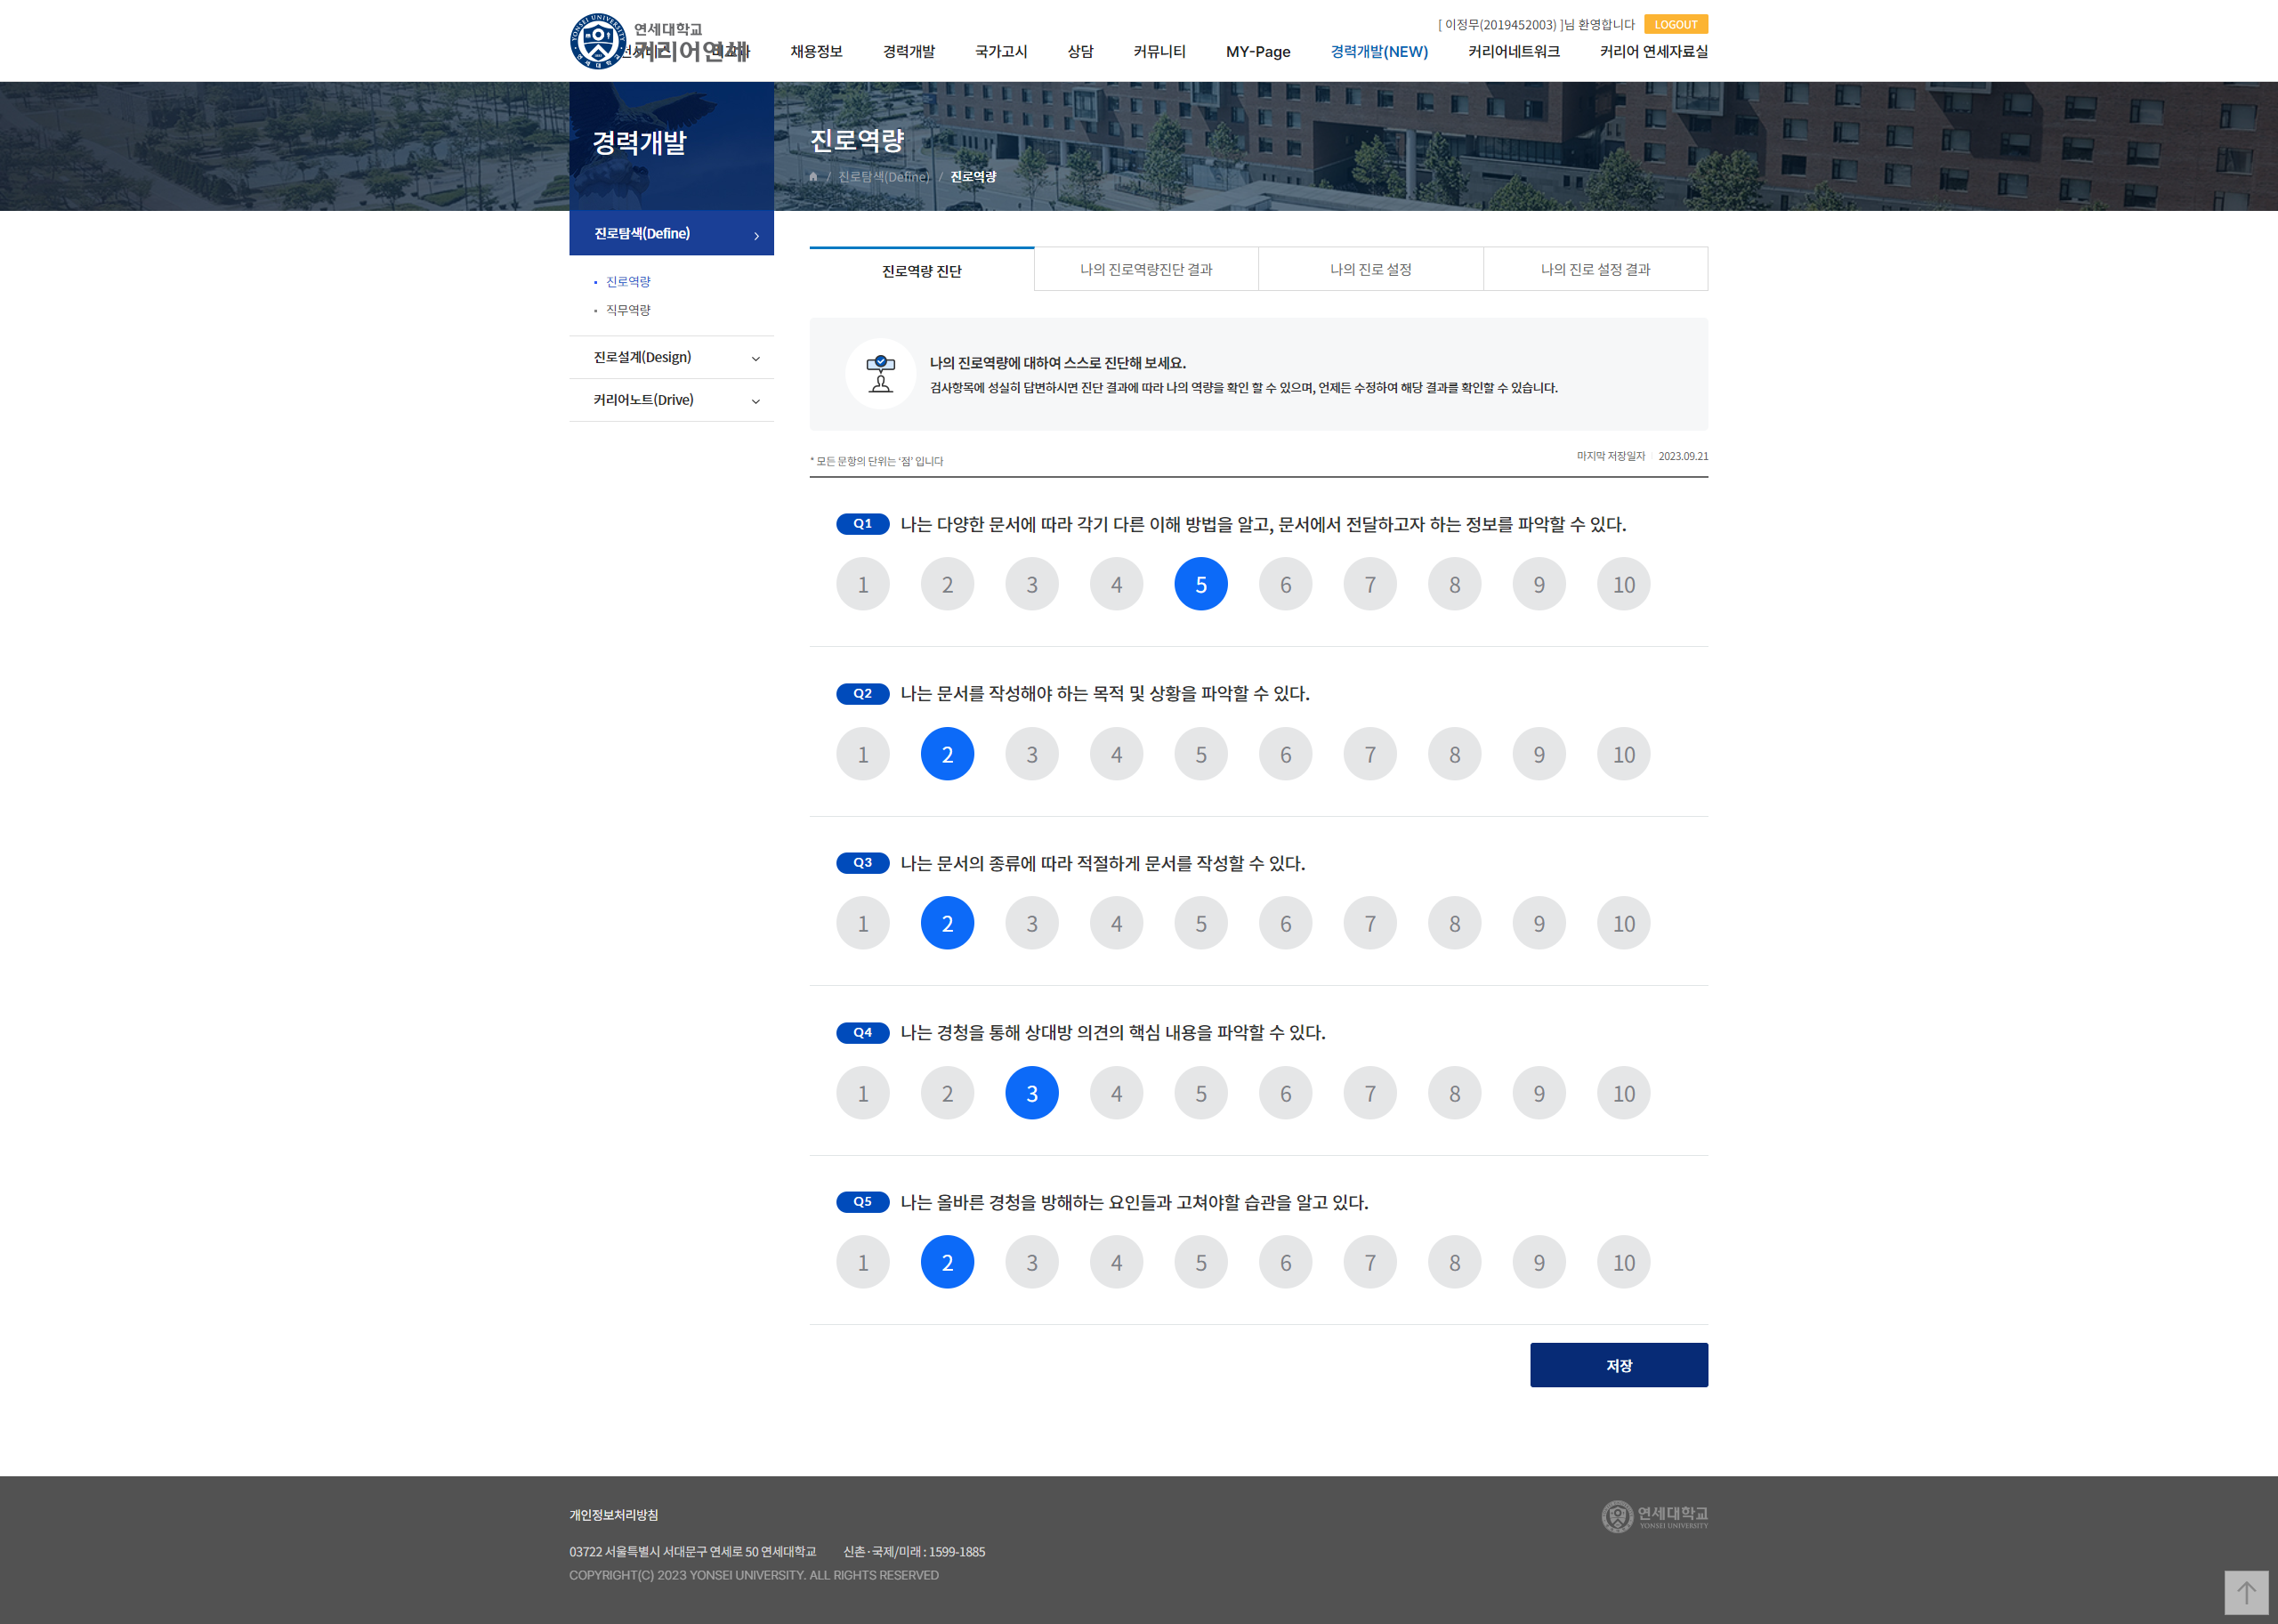 연세대학교
커리어연세
[ 이정무(2019452003) ]님 환영합니다
LOGOUT
채용정보
경력개발
국가고시
상담
커뮤니티
MY-Page
경력개발(NEW)
커리어네트워크
커리어 연세자료실
경력개발
진로역량
/ 진로탐색(Define) / 진로역량
진로탐색(Define)
진로역량
직무역량
진로설계(Design)
커리어노트(Drive)
진로역량 진단
나의 진로역량진단 결과
나의 진로 설정
나의 진로 설정 결과
나의 진로역량에 대하여 스스로 진단해 보세요.
검사항목에 성실히 답변하시면 진단 결과에 따라 나의 역량을 확인 할 수 있으며, 언제든 수정하여 해당 결과를 확인할 수 있습니다.
* 모든 문항의 단위는 ‘점’ 입니다
마지막 저장일자 2023.09.21
Q1 나는 다양한 문서에 따라 각기 다른 이해 방법을 알고, 문서에서 전달하고자 하는 정보를 파악할 수 있다.
1 2 3 4 5 6 7 8 9 10
Q2 나는 문서를 작성해야 하는 목적 및 상황을 파악할 수 있다.
1 2 3 4 5 6 7 8 9 10
Q3 나는 문서의 종류에 따라 적절하게 문서를 작성할 수 있다.
1 2 3 4 5 6 7 8 9 10
Q4 나는 경청을 통해 상대방 의견의 핵심 내용을 파악할 수 있다.
1 2 3 4 5 6 7 8 9 10
Q5 나는 올바른 경청을 방해하는 요인들과 고쳐야할 습관을 알고 있다.
1 2 3 4 5 6 7 8 9 10
저장
개인정보처리방침
연세대학교
YONSEI UNIVERSITY
03722 서울특별시 서대문구 연세로 50 연세대학교 신촌·국제/미래 : 1599-1885
COPYRIGHT(C) 2023 YONSEI UNIVERSITY. ALL RIGHTS RESERVED